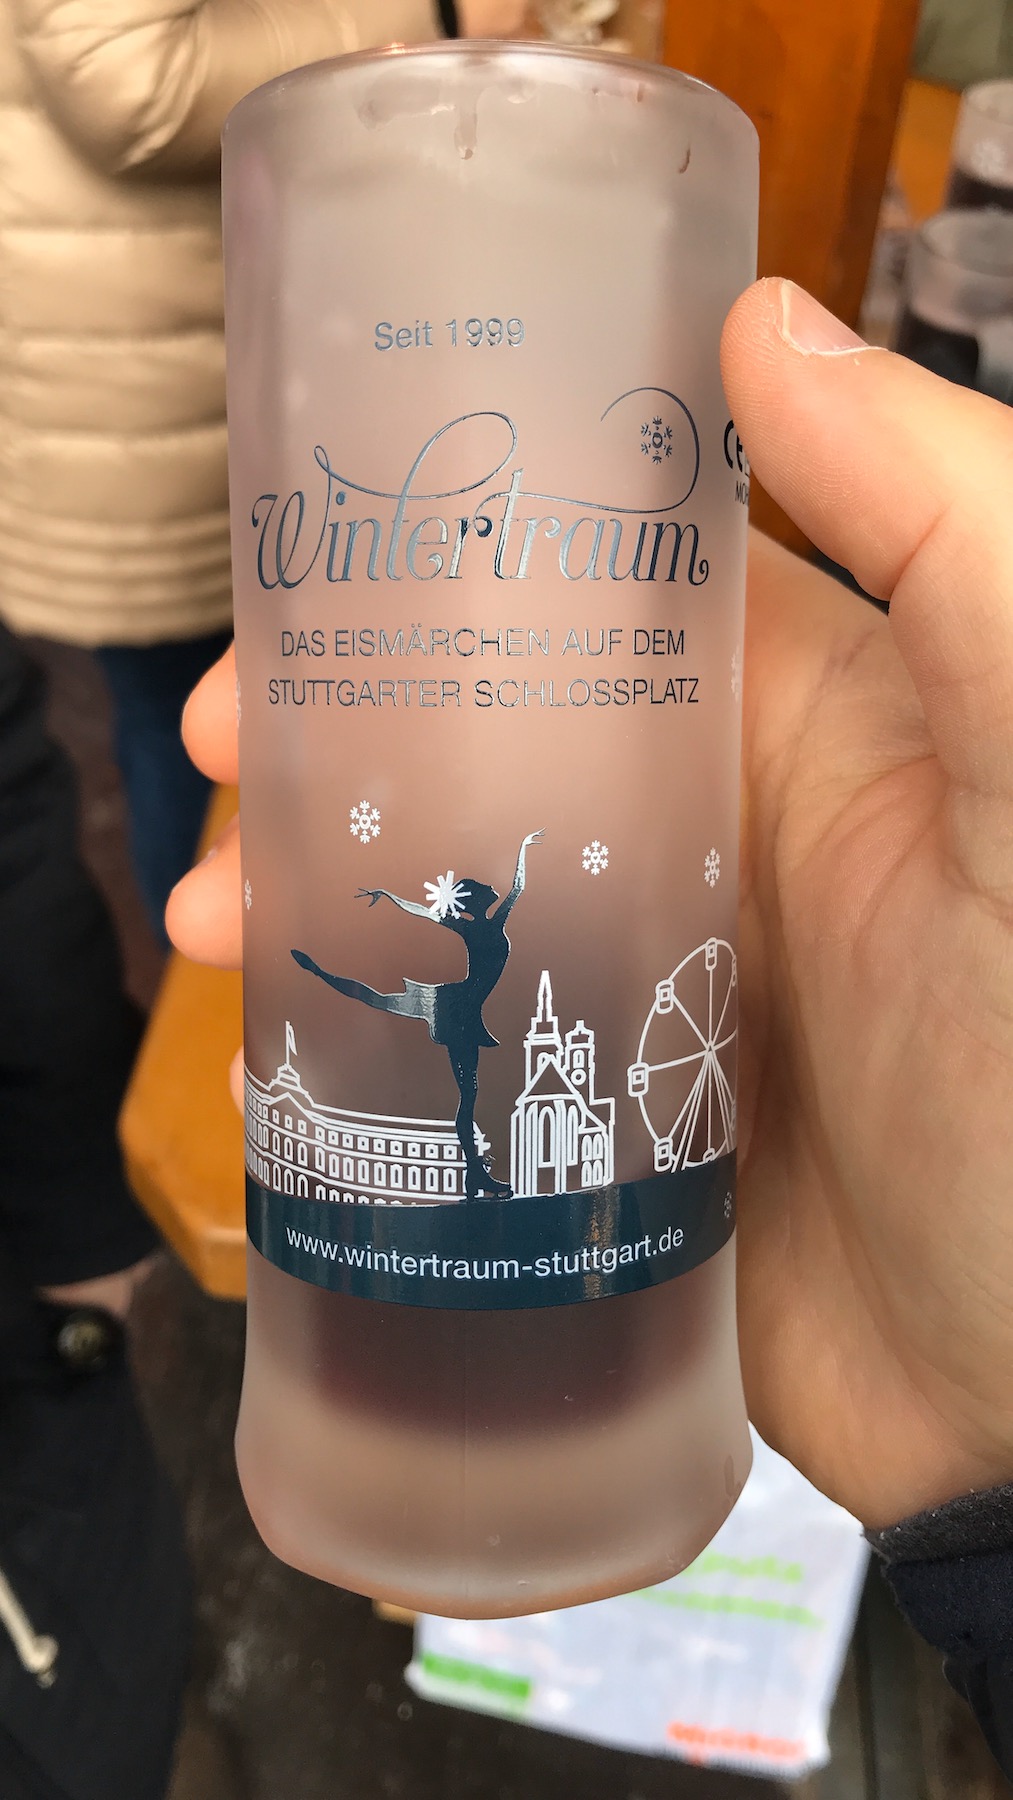 Seit 1999
Wintertraum
DAS EISMÄRCHEN AUF DEM
STUTTGARTER SCHLOSSPLATZ
www.wintertraum-stuttgart.de